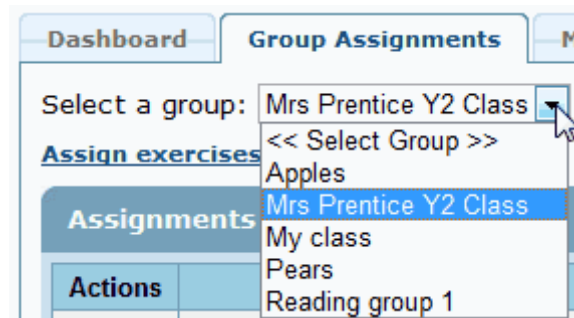 Dashboard Group Assignments M
Select a group: Mrs Prentice Y2 Class
<< Select Group >>
Assign exercises
Apples
Mrs Prentice Y2 Class
Assignments
My class
Pears
Actions
Reading group 1